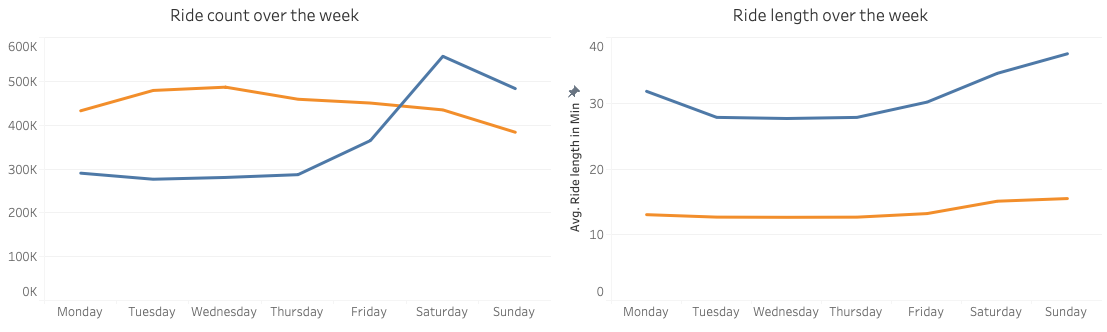 Ride count over the week
600K
500K
400K
300K
200K
100K
0K
Monday Tuesday Wednesday Thursday Friday Saturday Sunday
Ride length over the week
Avg. Ride length in Min
40
30
20
10
0
Monday Tuesday Wednesday Thursday Friday Saturday Sunday